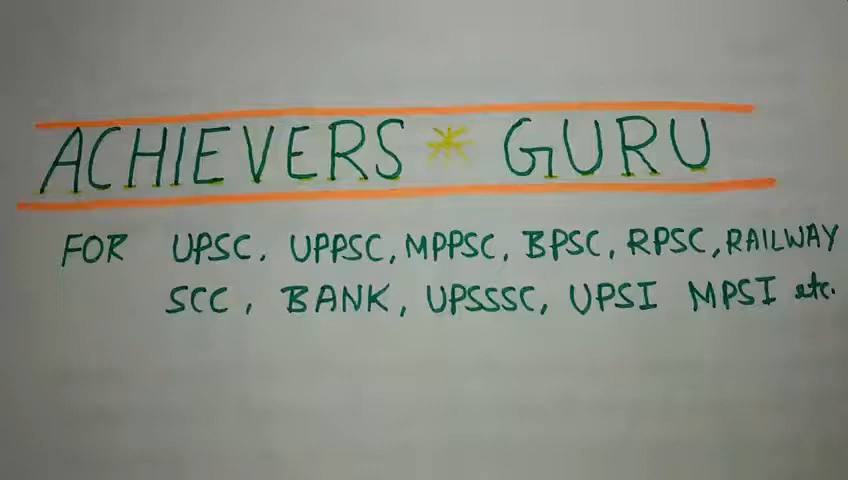 ACHIEVERS * GURU
FOR UPSC, UPPSC, MPPSC, BPSC, RPSC, RAILWAY
SCC, BANK, UPSSSC, UPSI MPSI etc.